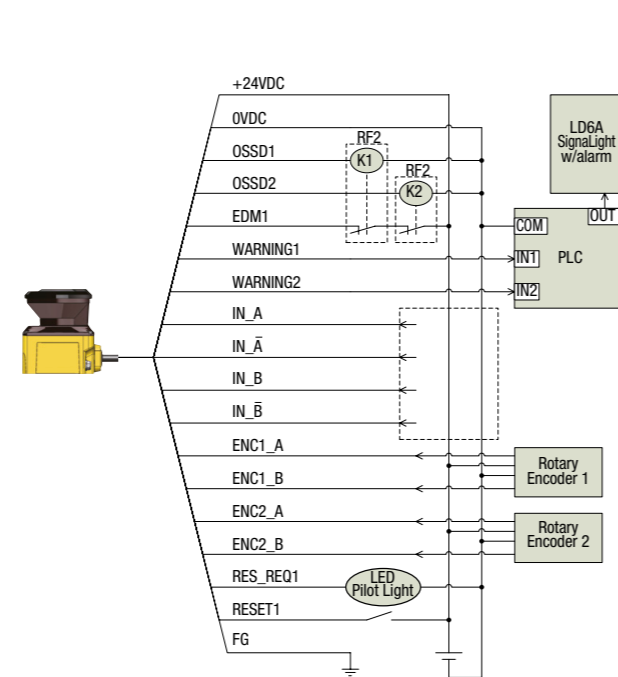 +24VDC
0VDC
OSSD1
RF2
K1
OSSD2
RF2
K2
EDM1
WARNING1
WARNING2
IN_A
IN_A̅
IN_B
IN_B̅
ENC1_A
ENC1_B
ENC2_A
ENC2_B
RES_REQ1
LED
Pilot Light
RESET1
FG
LD6A
SignaLight
w/alarm
OUT
COM
IN1
PLC
IN2
Rotary
Encoder 1
Rotary
Encoder 2